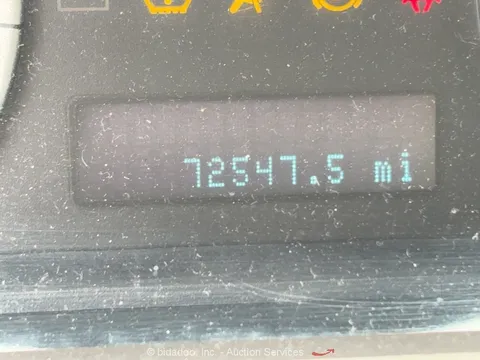 72547.5 mi
© bidadoo, Inc. - Auction Services